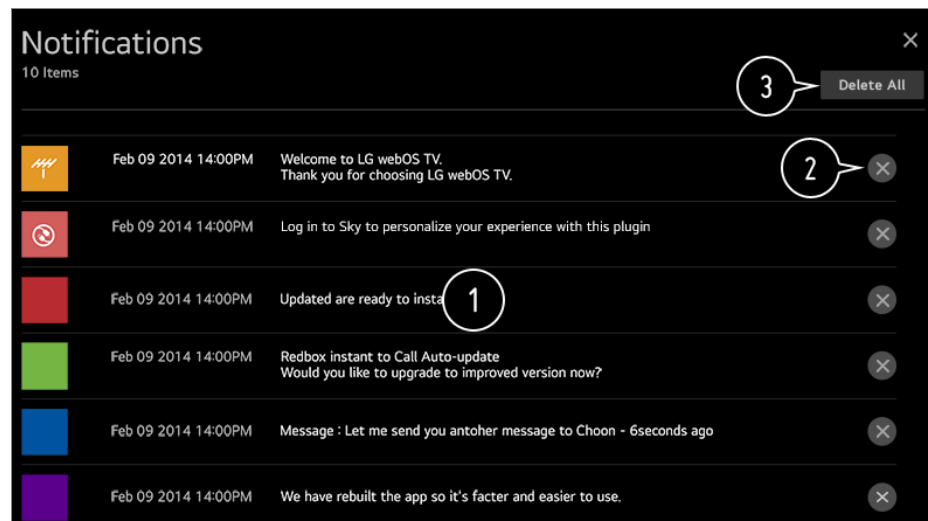 Notifications
10 Items
3
Delete All
Feb 09 2014 14:00PM
Welcome to LG webOS TV.
Thank you for choosing LG webOS TV.
2
Feb 09 2014 14:00PM
Log in to Sky to personalize your experience with this plugin
Feb 09 2014 14:00PM
Updated are ready to
1
Feb 09 2014 14:00PM
Redbox instant to Call Auto-update
Would you like to upgrade to improved version now?
Feb 09 2014 14:00PM
Message : Let me send you antoher message to Choon - 6seconds ago
Feb 09 2014 14:00PM
We have rebuilt the app so it's facter and easier to use.